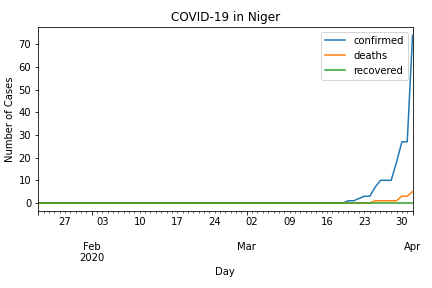 COVID-19 in Niger
confirmed
deaths
recovered
Number of Cases
70
60
50
40
30
20
10
0
27 03 10 17 24 02 09 16 23 30
Feb Mar Apr
2020
Day